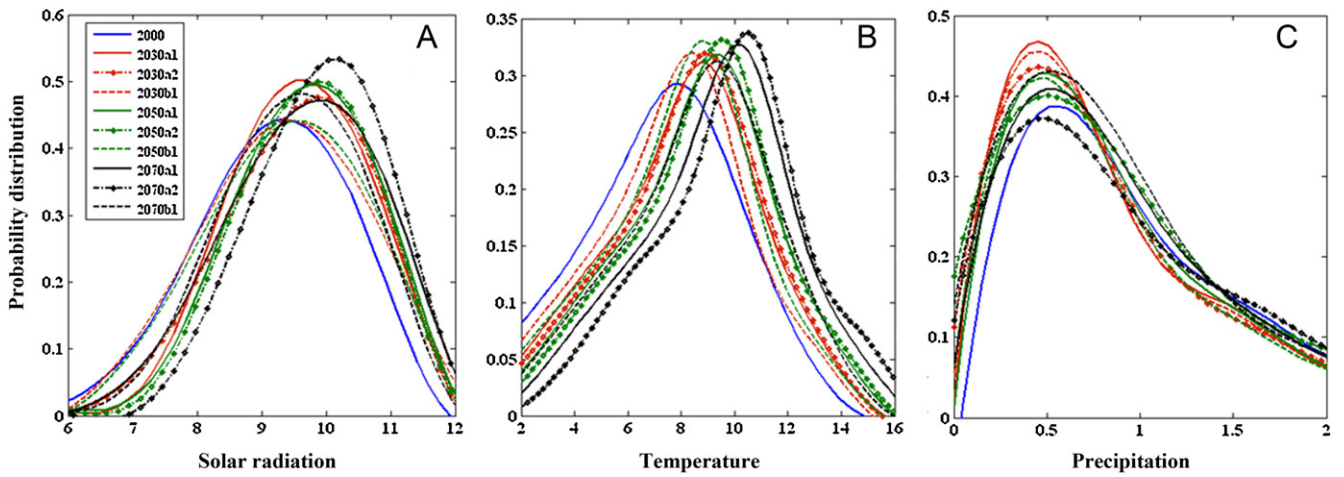 A
B
C
2000
2030a1
2030a2
2030b1
2050a1
2050a2
2050b1
2070a1
2070a2
2070b1
Probability distribution
0.6
0.5
0.4
0.3
0.2
0.1
0
6 7 8 9 10 11 12
Solar radiation
0.35
0.3
0.25
0.2
0.15
0.1
0.05
0
2 4 6 8 10 12 14 16
Temperature
0.5
0.4
0.3
0.2
0.1
0
0 0.5 1 1.5 2
Precipitation